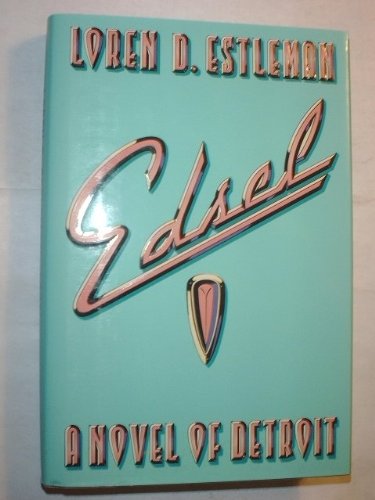 LOREN D. ESTLEMAN
Edsel
A NOVEL OF DETROIT